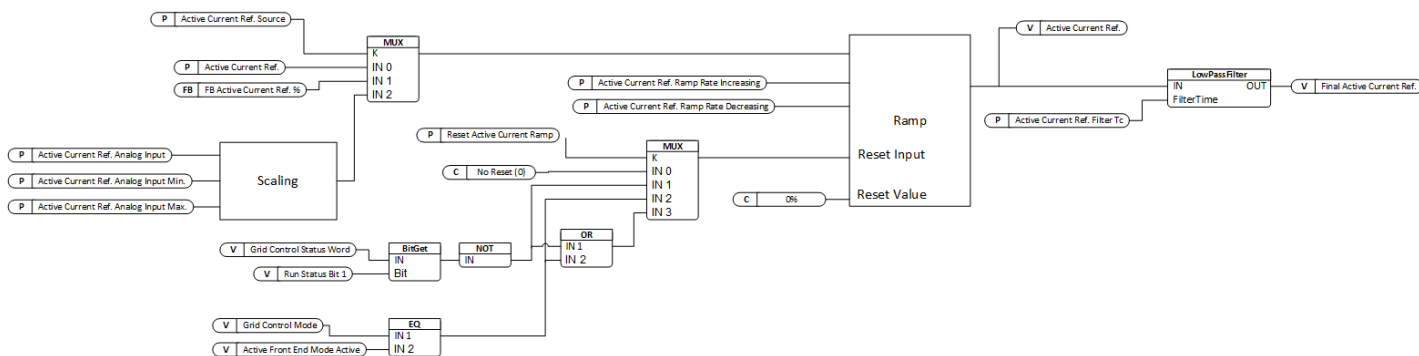 P Active Current Ref. Source
MUX
K
P Active Current Ref.
IN 0
FB FB Active Current Ref. %
IN 1
IN 2
P Active Current Ref. Analog Input
P Active Current Ref. Analog Input Min.
P Active Current Ref. Analog Input Max.
Scaling
P Active Current Ref. Ramp Rate Increasing
P Active Current Ref. Ramp Rate Decreasing
P Reset Active Current Ramp
MUX
K
C No Reset (0)
IN 0
IN 1
IN 2
IN 3
V Grid Control Status Word
V Run Status Bit 1
BitGet
IN
Bit
NOT
IN
OR
IN 1
IN 2
V Grid Control Mode
V Active Front End Mode Active
EQ
IN 1
IN 2
Ramp
Reset Input
C 0%
Reset Value
V Active Current Ref.
P Active Current Ref. Filter Tc
LowPassFilter
IN OUT
FilterTime
V Final Active Current Ref.